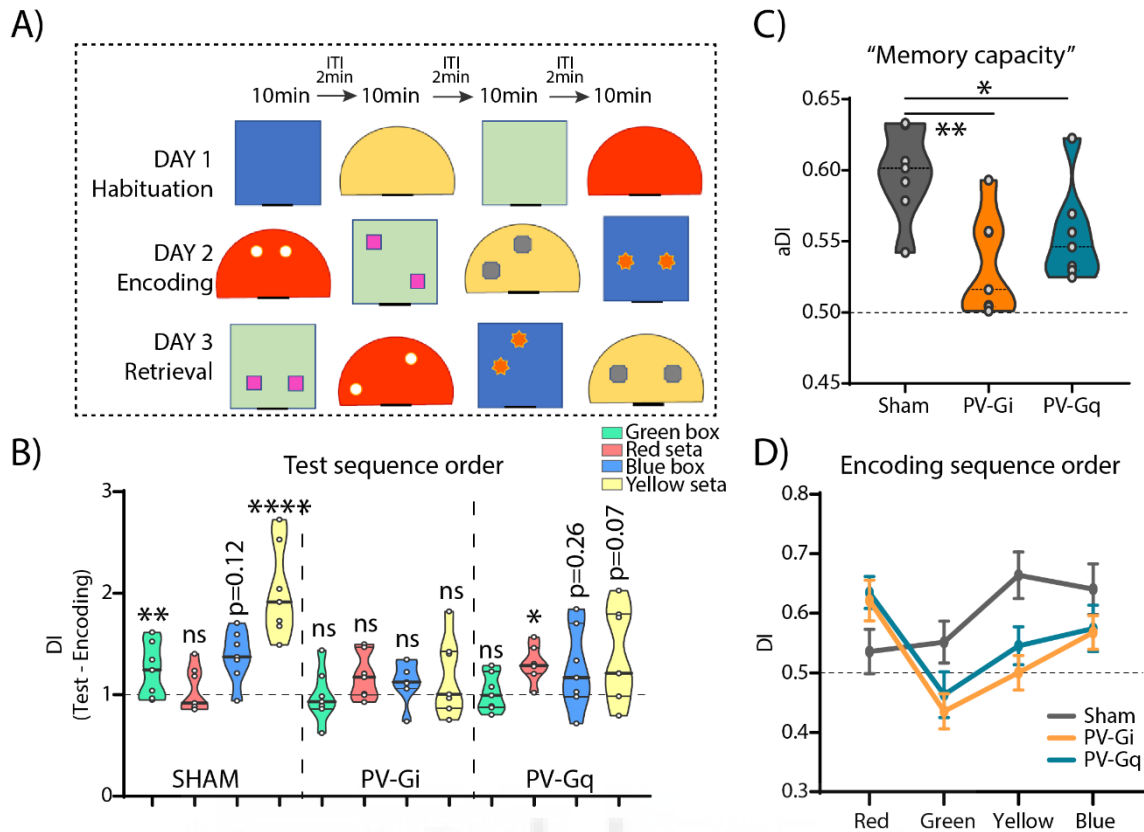 A)
ITI ITI ITI
2min 2min 2min
10min 10min 10min 10min
DAY 1
Habituation
DAY 2
Encoding
DAY 3
Retrieval
B)
Test sequence order
Green box
Red seta
Blue box
Yellow seta
DI
(Test - Encoding)
3
2
1
0
** ns p=0.12 ****
ns ns ns ns
ns * p=0.26 p=0.07
SHAM PV-Gi PV-Gq
C)
"Memory capacity"
*
**
aDI
0.65
0.60
0.55
0.50
0.45
Sham PV-Gi PV-Gq
D)
Encoding sequence order
DI
0.8
0.7
0.6
0.5
0.3
Sham
PV-Gi
PV-Gq
Red Green Yellow Blue